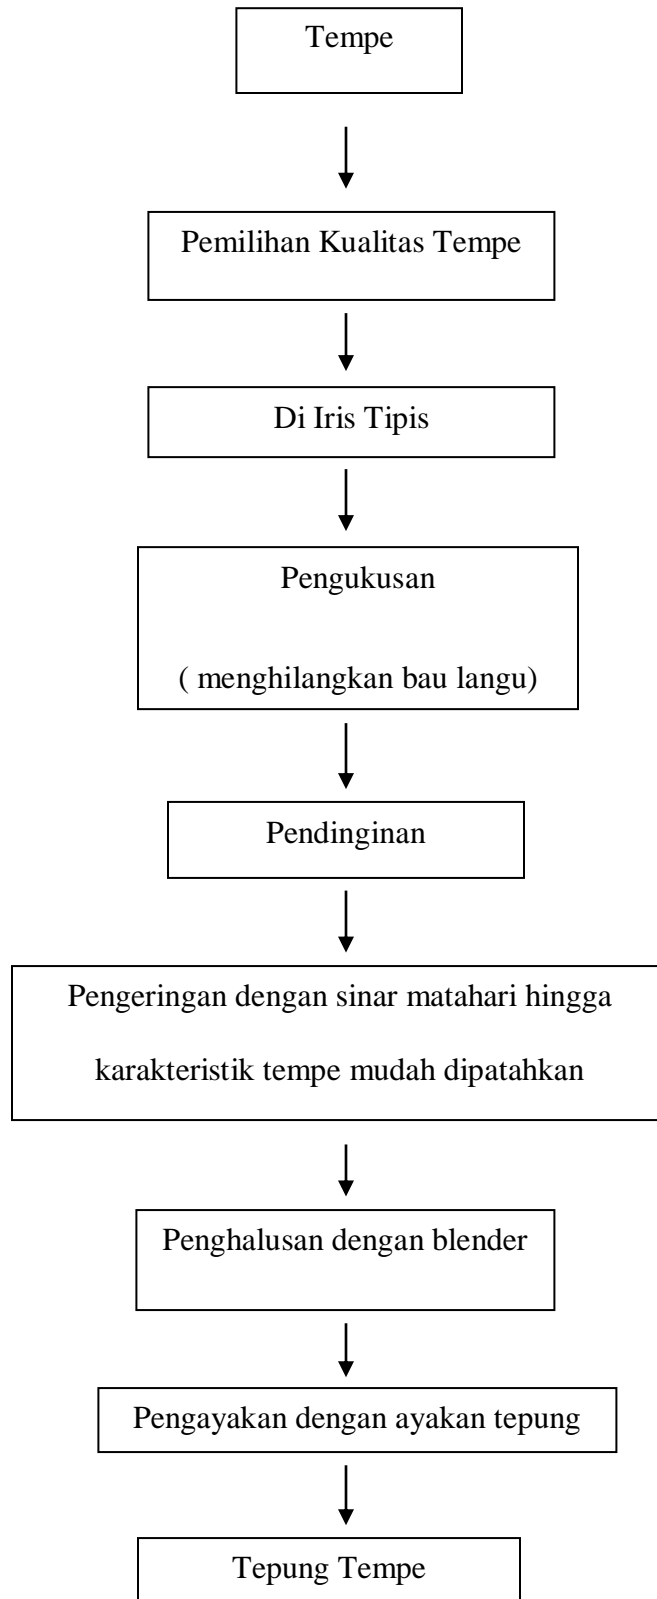 Tempe
Pemilihan Kualitas Tempe
Di Iris Tipis
Pengukusan
( menghilangkan bau langu)
Pendinginan
Pengeringan dengan sinar matahari hingga
karakteristik tempe mudah dipatahkan
Penghalusan dengan blender
Pengayakan dengan ayakan tepung
Tepung Tempe